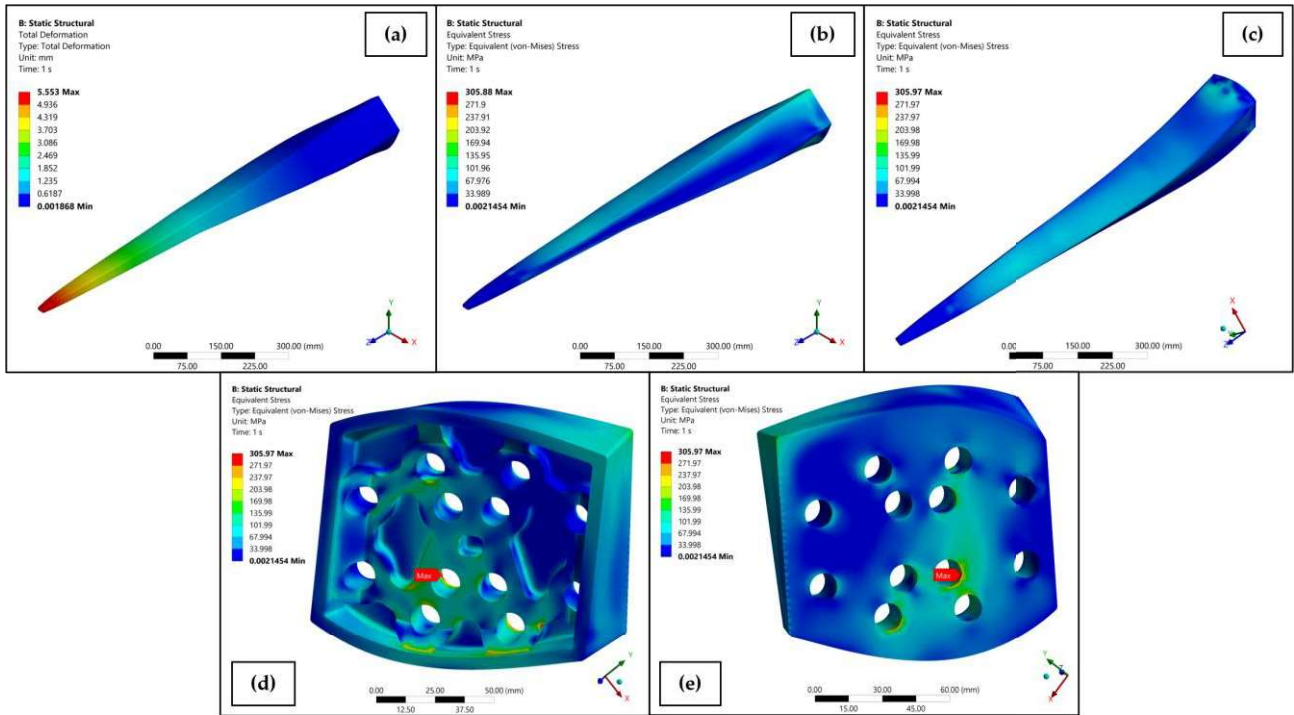 B: Static Structural
Total Deformation
Type: Total Deformation
Unit: mm
Time: 1 s
5.553 Max
4.936
4.319
3.703
3.086
2.469
1.852
1.235
0.6187
0.001868 Min
(a)
Y
Z
X
0.00 150.00 300.00 (mm)
75.00 225.00
B: Static Structural
Equivalent Stress
Type: Equivalent (von-Mises) Stress
Unit: MPa
Time: 1 s
305.88 Max
271.9
237.91
203.92
169.94
135.95
101.96
67.976
33.989
0.0021454 Min
(b)
Y
Z
X
0.00 150.00 300.00 (mm)
75.00 225.00
B: Static Structural
Equivalent Stress
Type: Equivalent (von-Mises) Stress
Unit: MPa
Time: 1 s
305.97 Max
271.97
237.97
203.98
169.98
135.99
101.99
67.994
33.998
0.0021454 Min
(c)
X
Z
0.00 150.00 300.00 (mm)
75.00 225.00
B: Static Structural
Equivalent Stress
Type: Equivalent (von-Mises) Stress
Unit: MPa
Time: 1 s
305.97 Max
271.97
237.97
203.98
169.98
135.99
101.99
67.994
33.998
0.0021454 Min
Max
(d)
Y
X
0.00 25.00 50.00 (mm)
12.50 37.50
B: Static Structural
Equivalent Stress
Type: Equivalent (von-Mises) Stress
Unit: MPa
Time: 1 s
305.97 Max
271.97
237.97
203.98
169.98
135.99
101.99
67.994
33.998
0.0021454 Min
Max
(e)
Y
Z
X
0.00 30.00 60.00 (mm)
15.00 45.00